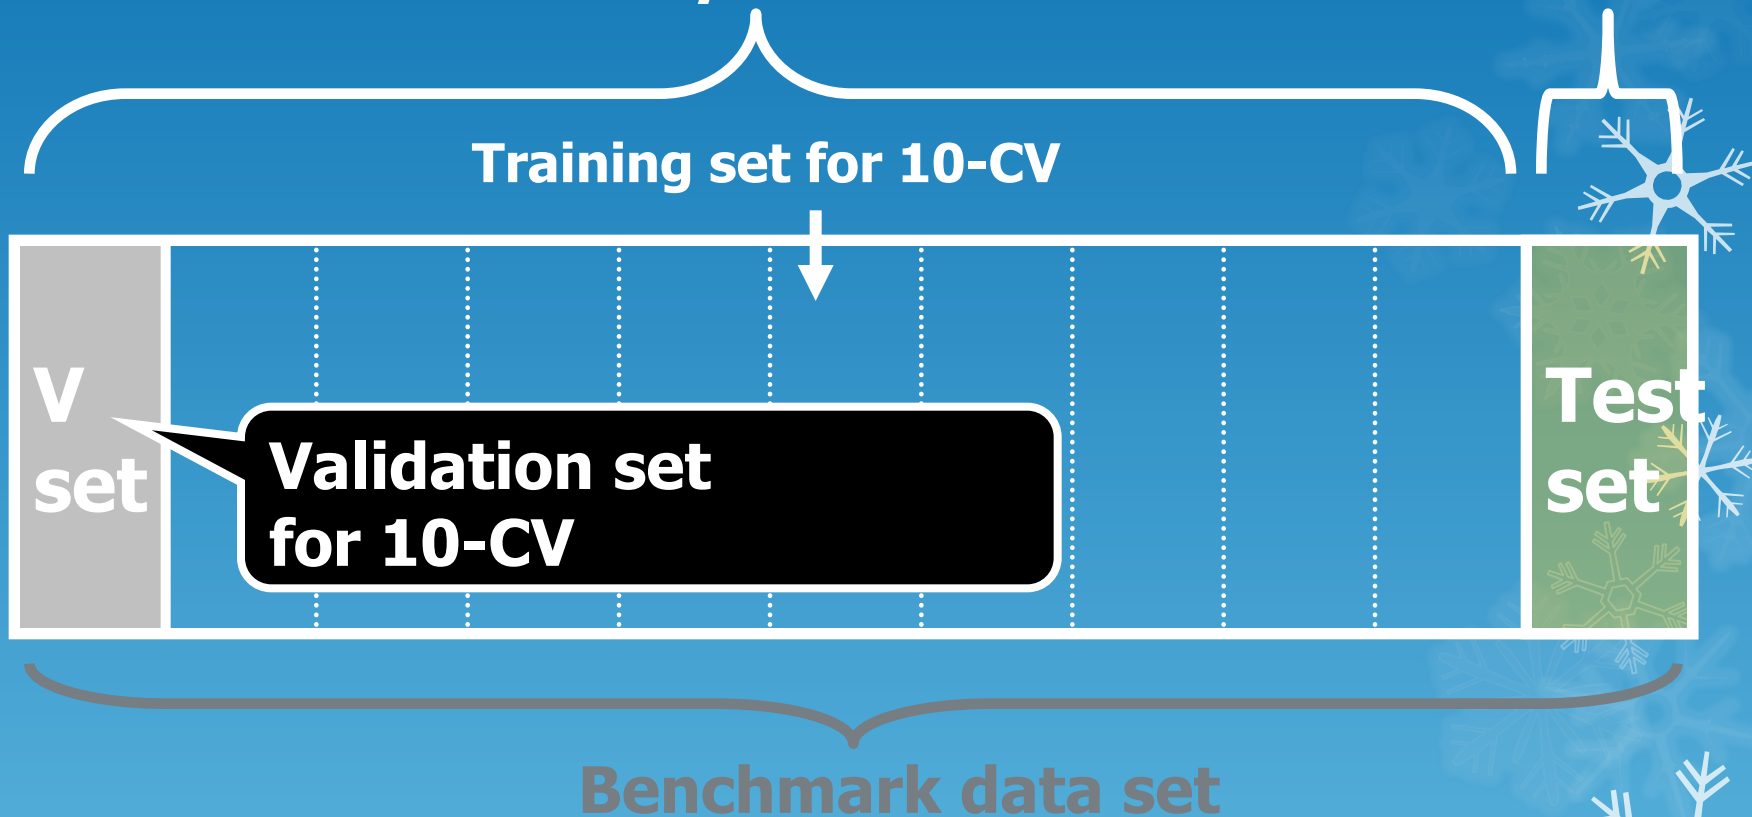 Training set for 10-CV
V
set
Validation set
for 10-CV
Test
set
Benchmark data set